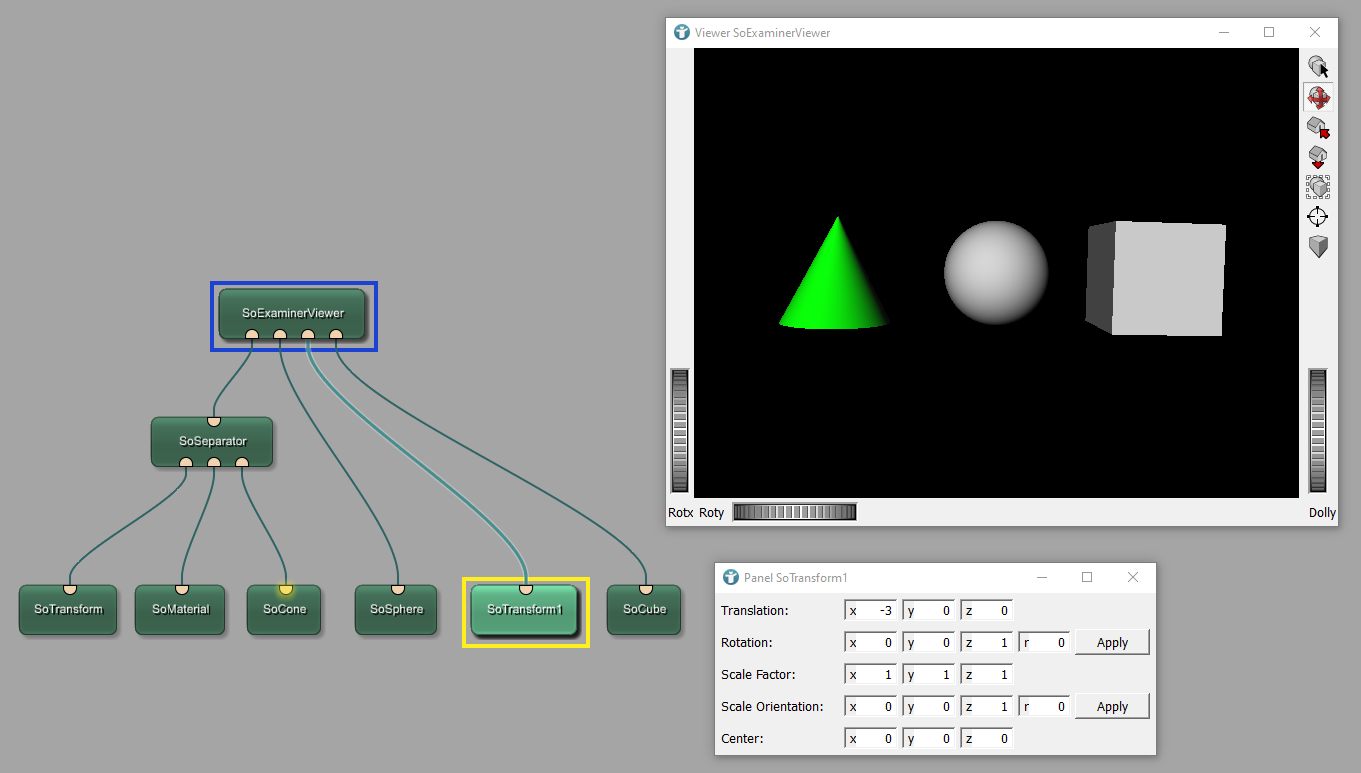 Viewer SoExaminerViewer
SoExaminerViewer
SoSeparator
SoTransform
SoMaterial
SoCone
SoSphere
SoTransform1
SoCube
Rotx Roty
Dolly
Panel SoTransform1
Translation: x -3 y 0 z 0
Rotation: x 0 y 0 z 1 r 0 Apply
Scale Factor: x 1 y 1 z 1
Scale Orientation: x 0 y 0 z 1 r 0 Apply
Center: x 0 y 0 z 0